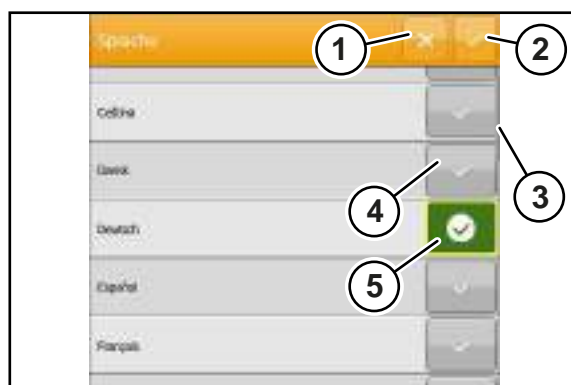 Sprache
1
2
Čeština
3
Dansk
4
Deutsch
5
Español
Français